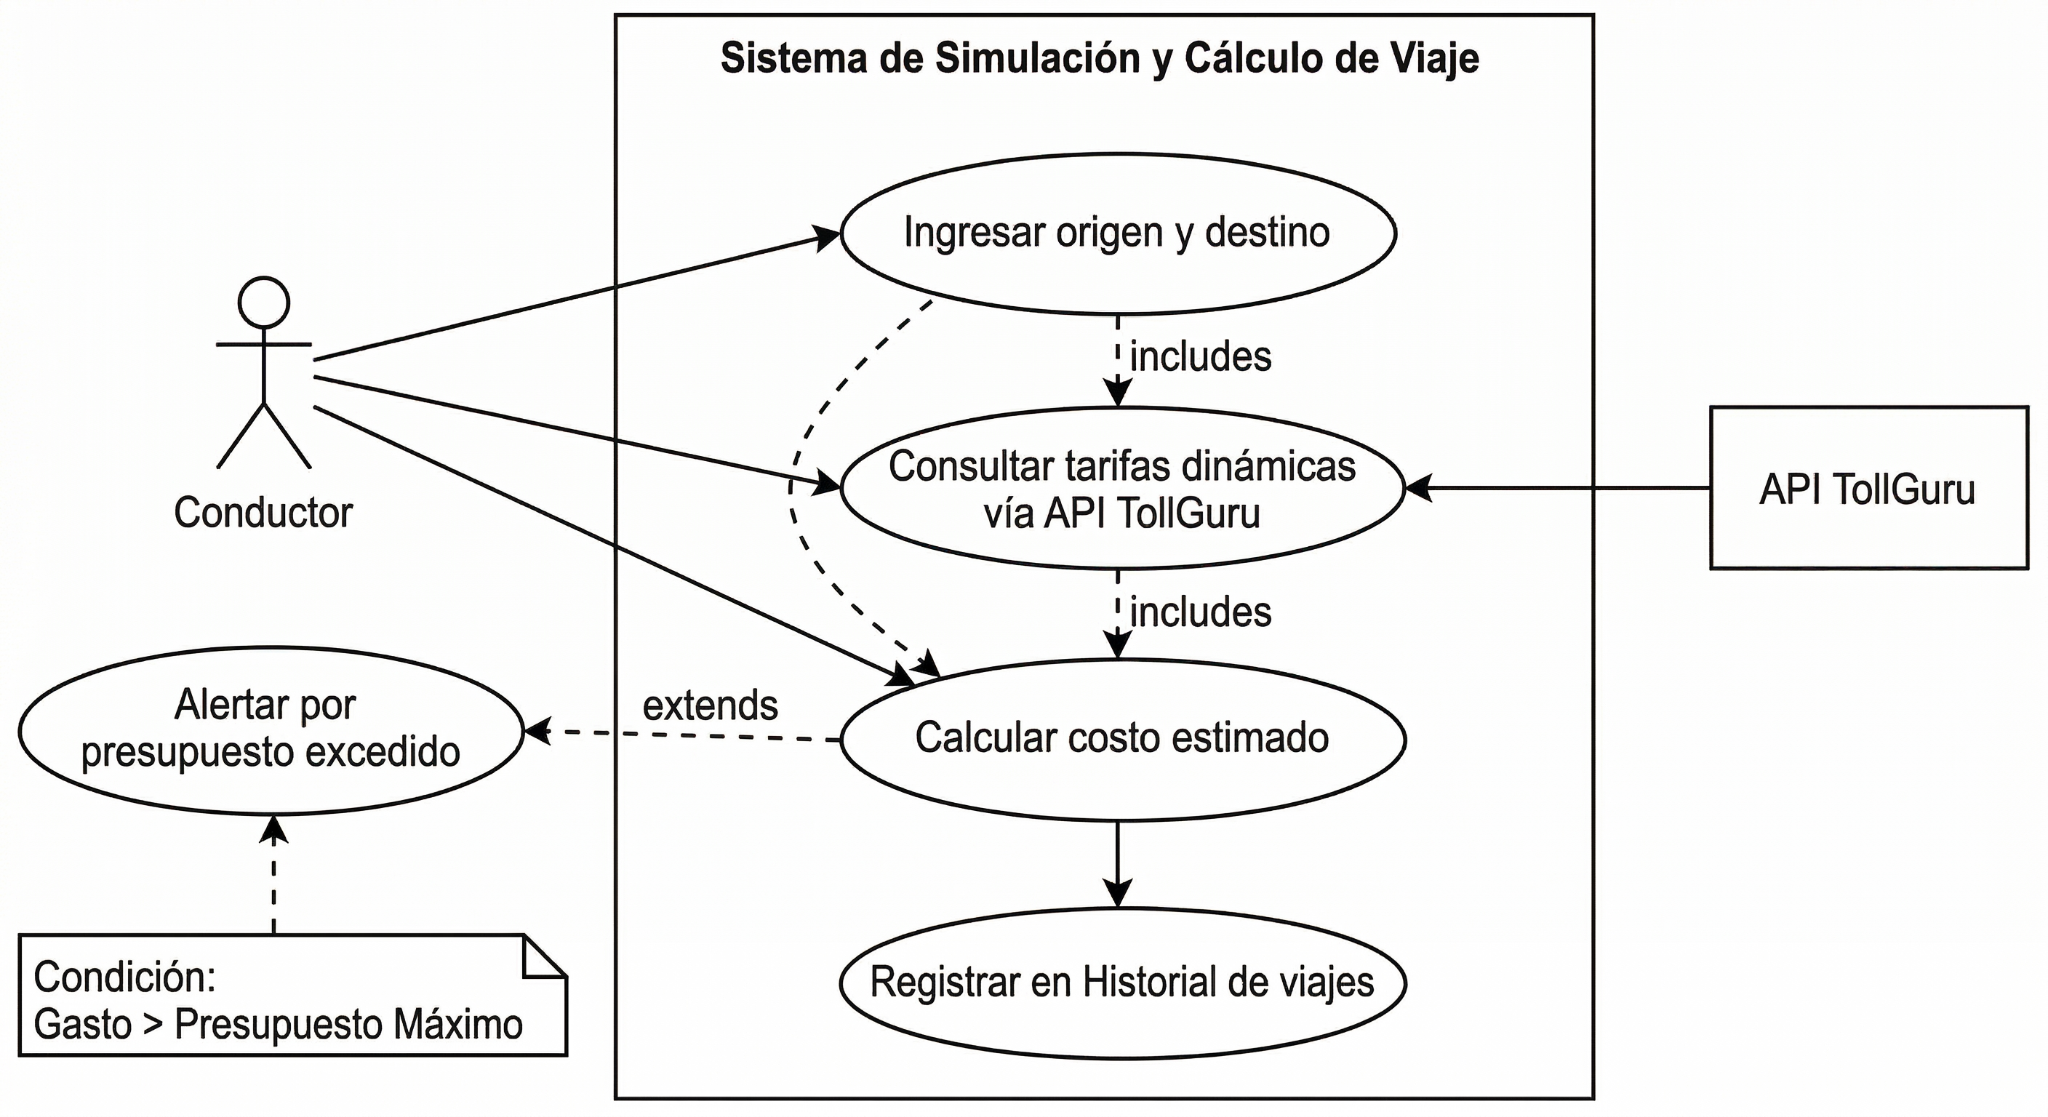 Sistema de Simulación y Cálculo de Viaje
Ingresar origen y destino
includes
Conductor
Consultar tarifas dinámicas
vía API TollGuru
API TollGuru
includes
Alertar por
presupuesto excedido
extends
Calcular costo estimado
Condición:
Gasto > Presupuesto Máximo
Registrar en Historial de viajes